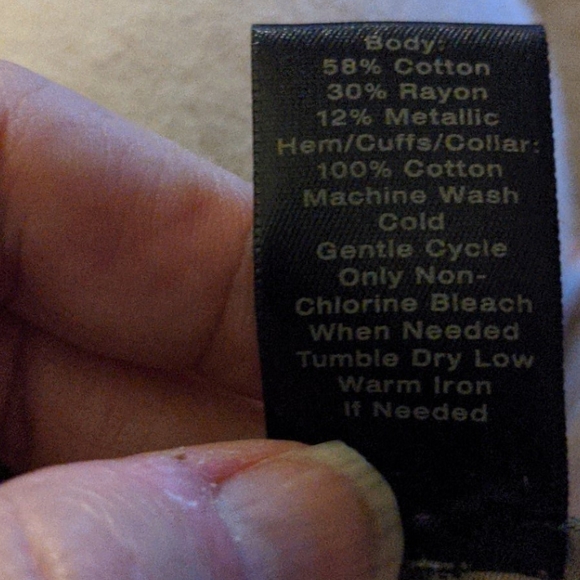 Body:
58% Cotton
30% Rayon
12% Metallic
Hem/Cuffs/Collar:
100% Cotton
Machine Wash
Cold
Gentle Cycle
Only Non-
Chlorine Bleach
When Needed
Tumble Dry Low
Warm Iron
If Needed